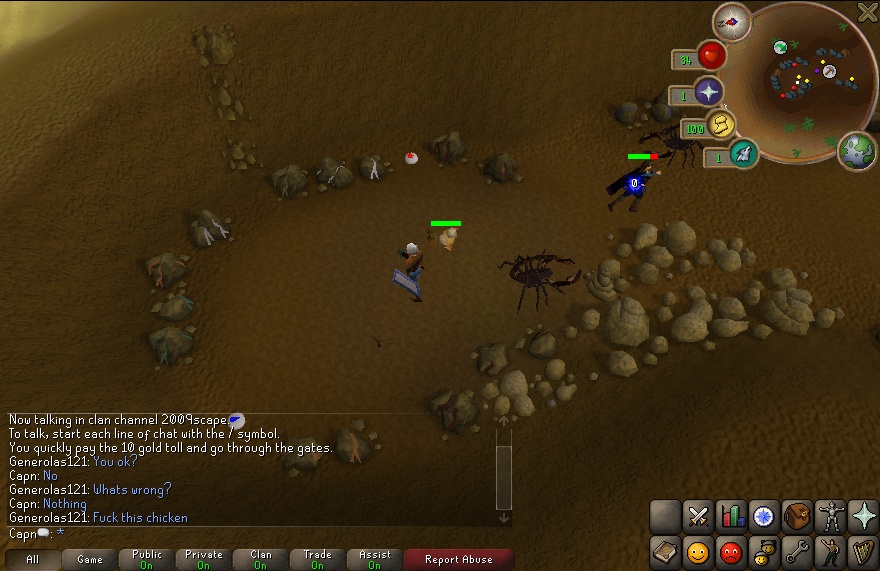 34
1
100
1
0
Now talking in clan channel 2009scape
To talk, start each line of chat with the / symbol.
You quickly pay the 10 gold toll and go through the gates.
Generolas121: You ok?
Capn: No
Generolas121: Whats wrong?
Capn: Nothing
Generolas121: Fuck this chicken
Capn: *
All
Game
Public
On
Private
On
Clan
On
Trade
On
Assist
On
Report Abuse